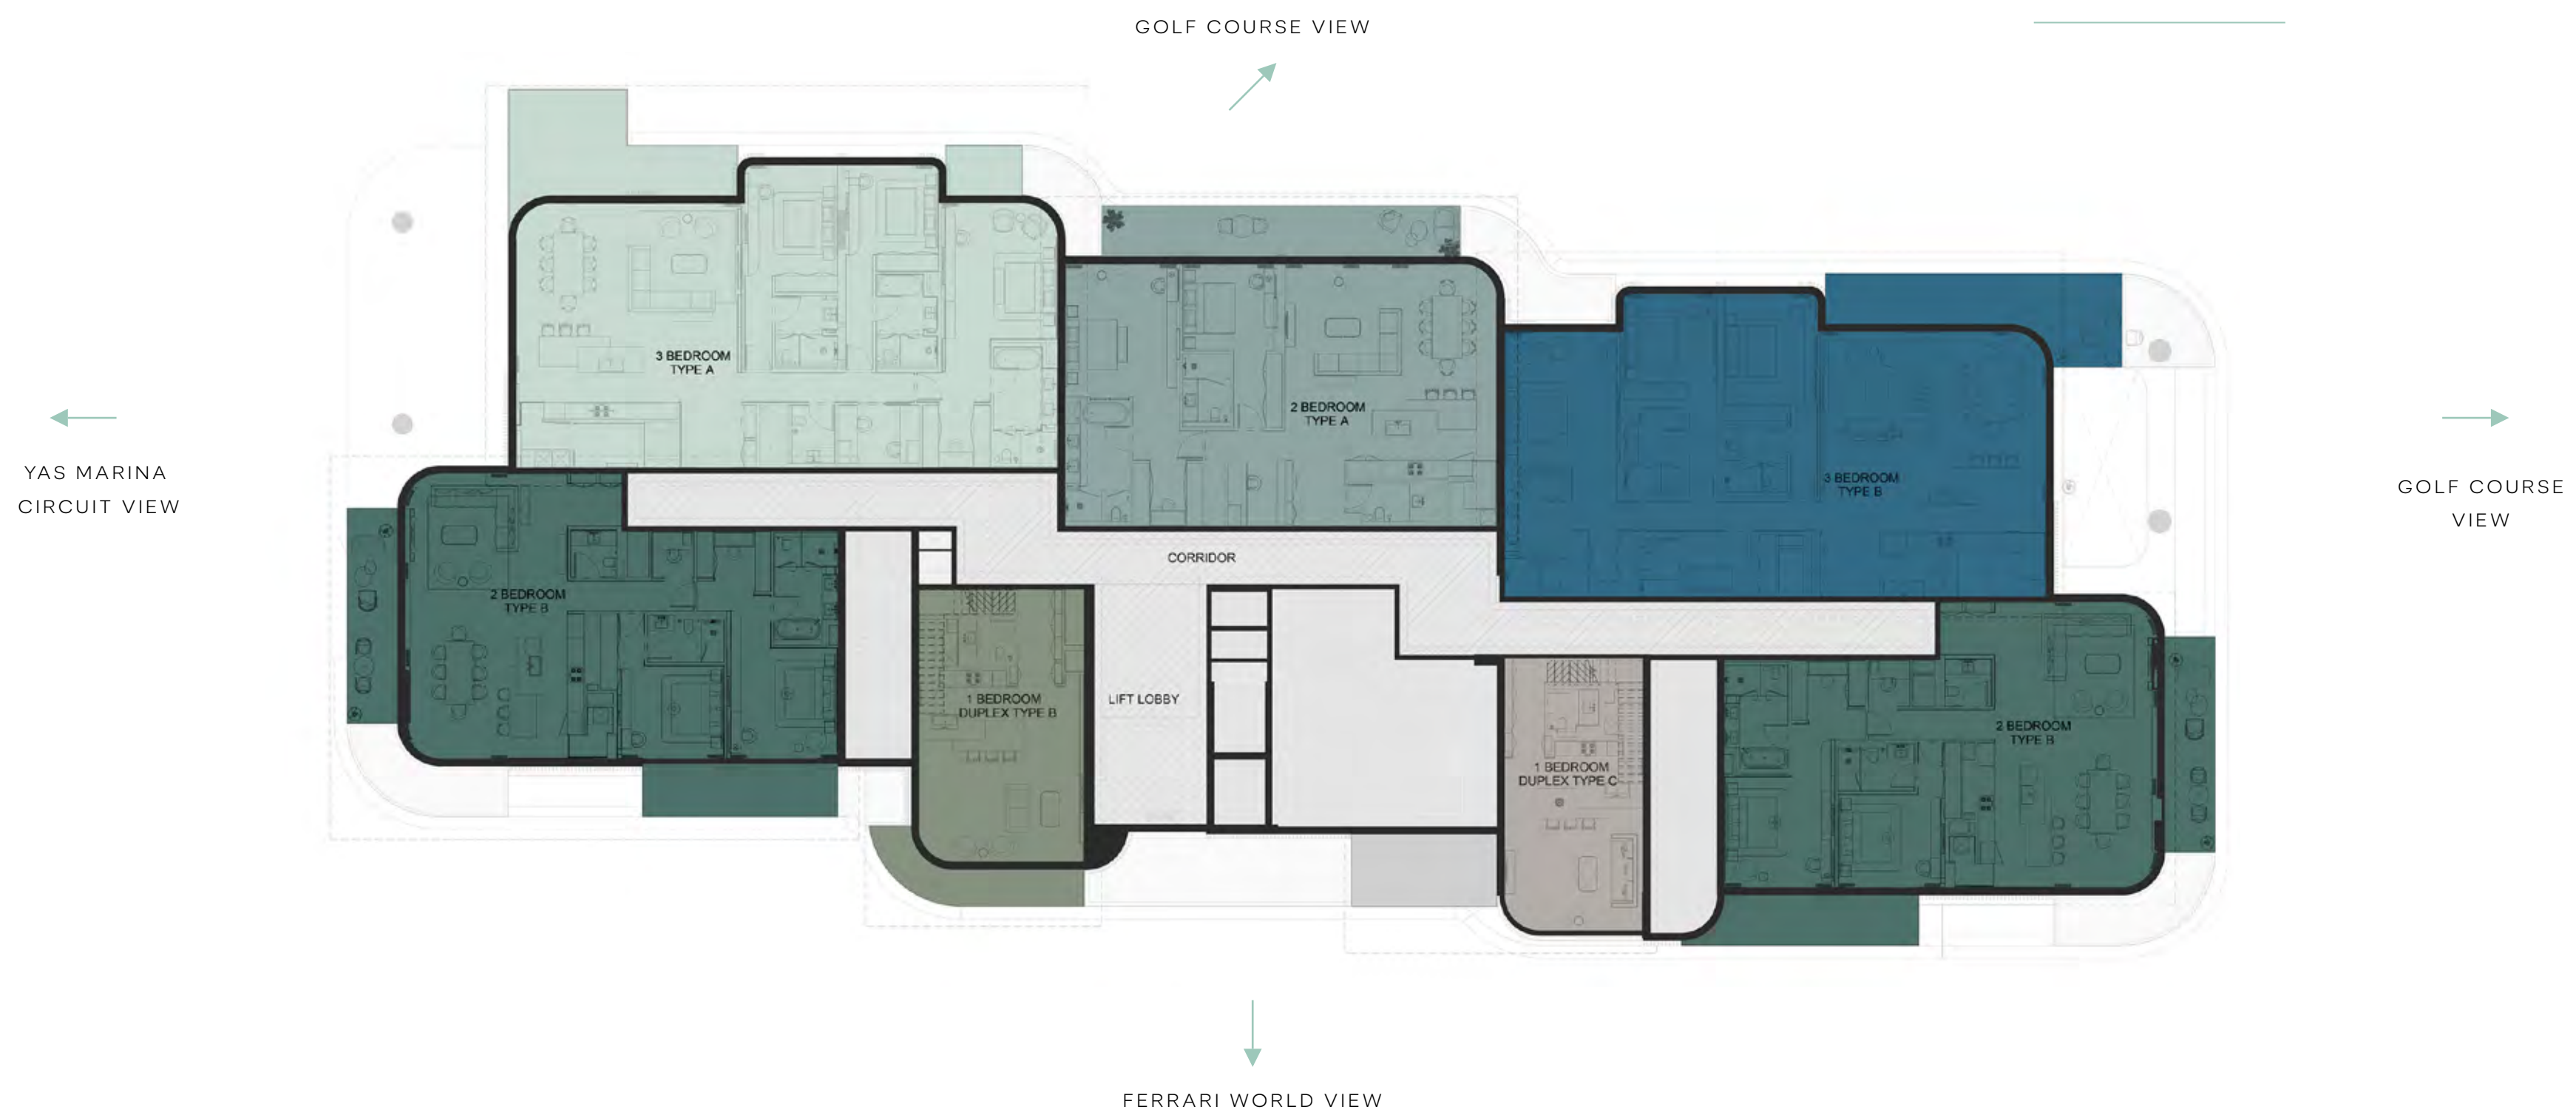 GOLF COURSE VIEW
3 BEDROOM
TYPE A
2 BEDROOM
TYPE A
3 BEDROOM
TYPE B
YAS MARINA
CIRCUIT VIEW
GOLF COURSE
VIEW
CORRIDOR
2 BEDROOM
TYPE B
1 BEDROOM
DUPLEX TYPE B
LIFT LOBBY
2 BEDROOM
TYPE B
1 BEDROOM
DUPLEX TYPE C
FERRARI WORLD VIEW